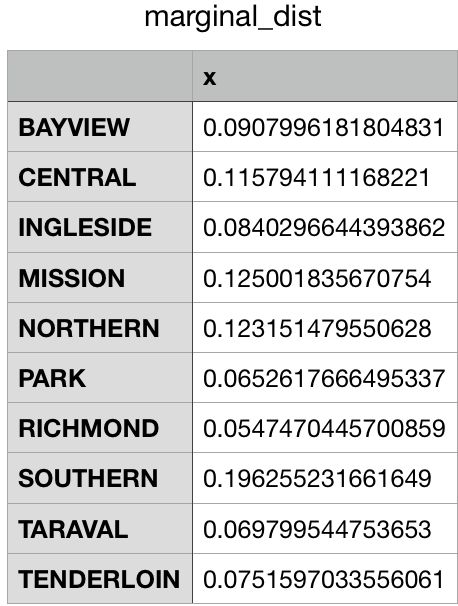 marginal_dist
x
BAYVIEW 0.0907996181804831
CENTRAL 0.115794111168221
INGLESIDE 0.0840296644393862
MISSION 0.125001835670754
NORTHERN 0.123151479550628
PARK 0.0652617666495337
RICHMOND 0.0547470445700859
SOUTHERN 0.196255231661649
TARAVAL 0.069799544753653
TENDERLOIN 0.0751597033556061